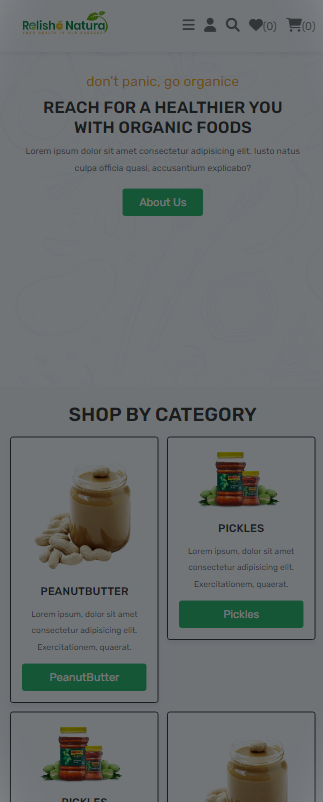 Relish Natura
(0)
(0)
don't panic, go organice
REACH FOR A HEALTHIER YOU
WITH ORGANIC FOODS
Lorem ipsum dolor sit amet consectetur adipisicing elit. Iusto natus
culpa officia quasi, accusantium explicabo?
About Us
SHOP BY CATEGORY
PEANUTBUTTER
Lorem ipsum, dolor sit amet
consectetur adipisicing elit.
Exercitationem, quaerat.
PeanutButter
PICKLES
Lorem ipsum, dolor sit amet
consectetur adipisicing elit.
Exercitationem, quaerat.
Pickles
PICKLES